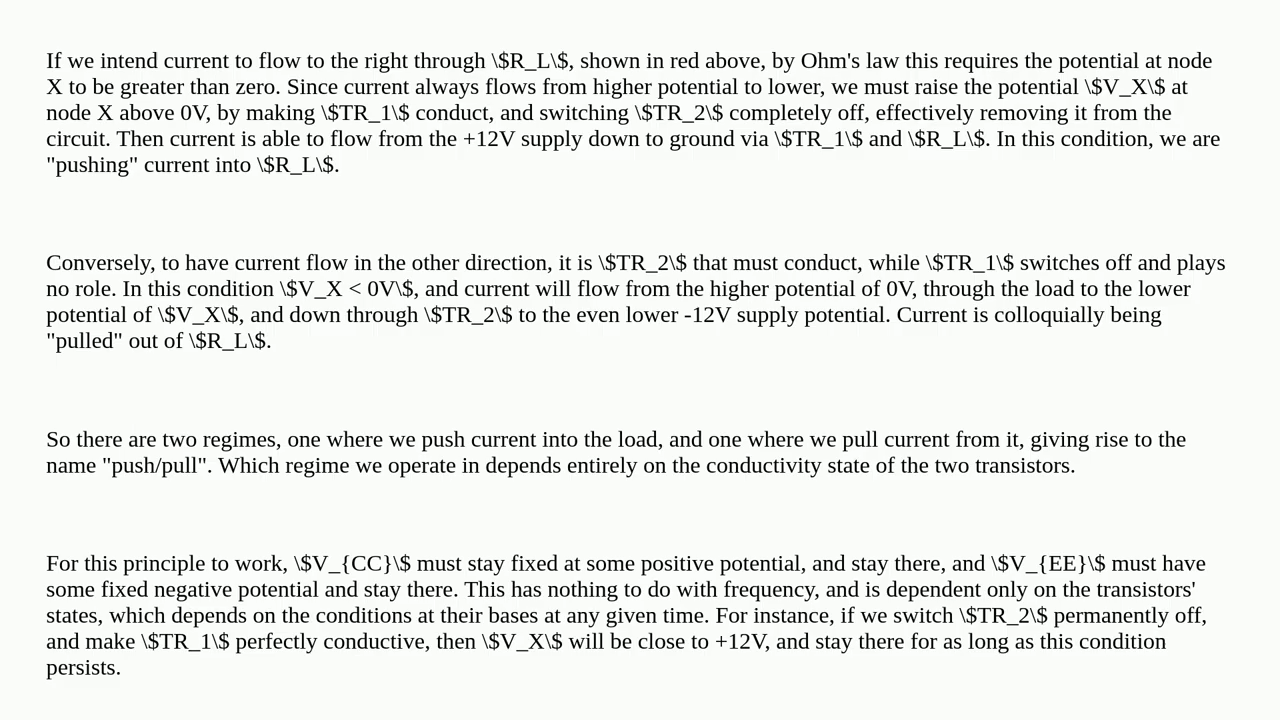 If we intend current to flow to the right through \$R_L\$, shown in red above, by Ohm's law this requires the potential at node
X to be greater than zero. Since current always flows from higher potential to lower, we must raise the potential \$V_X\$ at
node X above 0V, by making \$TR_1\$ conduct, and switching \$TR_2\$ completely off, effectively removing it from the
circuit. Then current is able to flow from the +12V supply down to ground via \$TR_1\$ and \$R_L\$. In this condition, we are
"pushing" current into \$R_L\$.
Conversely, to have current flow in the other direction, it is \$TR_2\$ that must conduct, while \$TR_1\$ switches off and plays
no role. In this condition \$V_X < 0V\$, and current will flow from the higher potential of 0V, through the load to the lower
potential of \$V_X\$, and down through \$TR_2\$ to the even lower -12V supply potential. Current is colloquially being
"pulled" out of \$R_L\$.
So there are two regimes, one where we push current into the load, and one where we pull current from it, giving rise to the
name "push/pull". Which regime we operate in depends entirely on the conductivity state of the two transistors.
For this principle to work, \$V_{CC}\$ must stay fixed at some positive potential, and stay there, and \$V_{EE}\$ must have
some fixed negative potential and stay there. This has nothing to do with frequency, and is dependent only on the transistors'
states, which depends on the conditions at their bases at any given time. For instance, if we switch \$TR_2\$ permanently off,
and make \$TR_1\$ perfectly conductive, then \$V_X\$ will be close to +12V, and stay there for as long as this condition
persists.